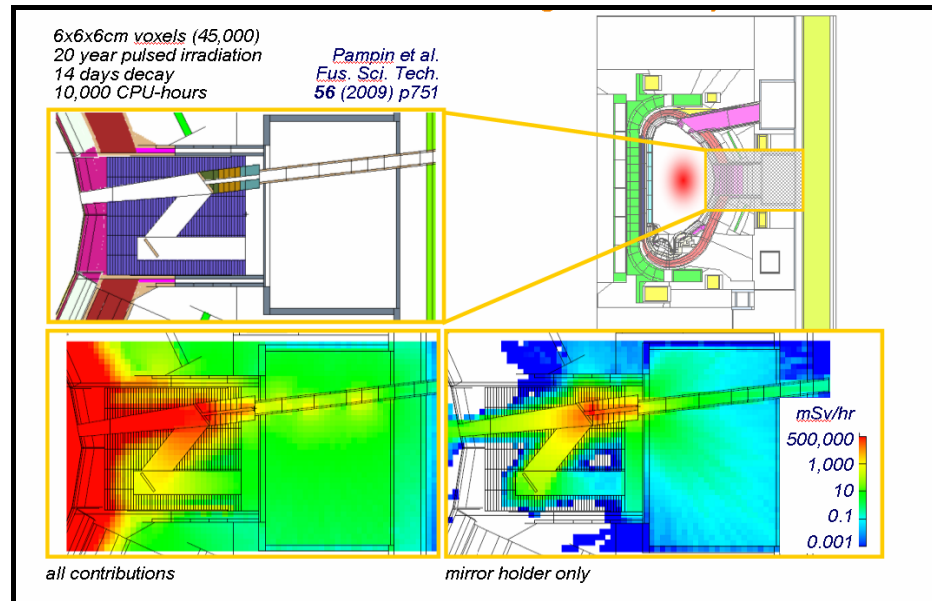 6x6x6cm voxels (45,000)
20 year pulsed irradiation
14 days decay
10,000 CPU-hours
Pampin et al.
Fus. Sci. Tech.
56 (2009) p751
mSv/hr
500,000
1,000
10
0.1
0.001
all contributions
mirror holder only